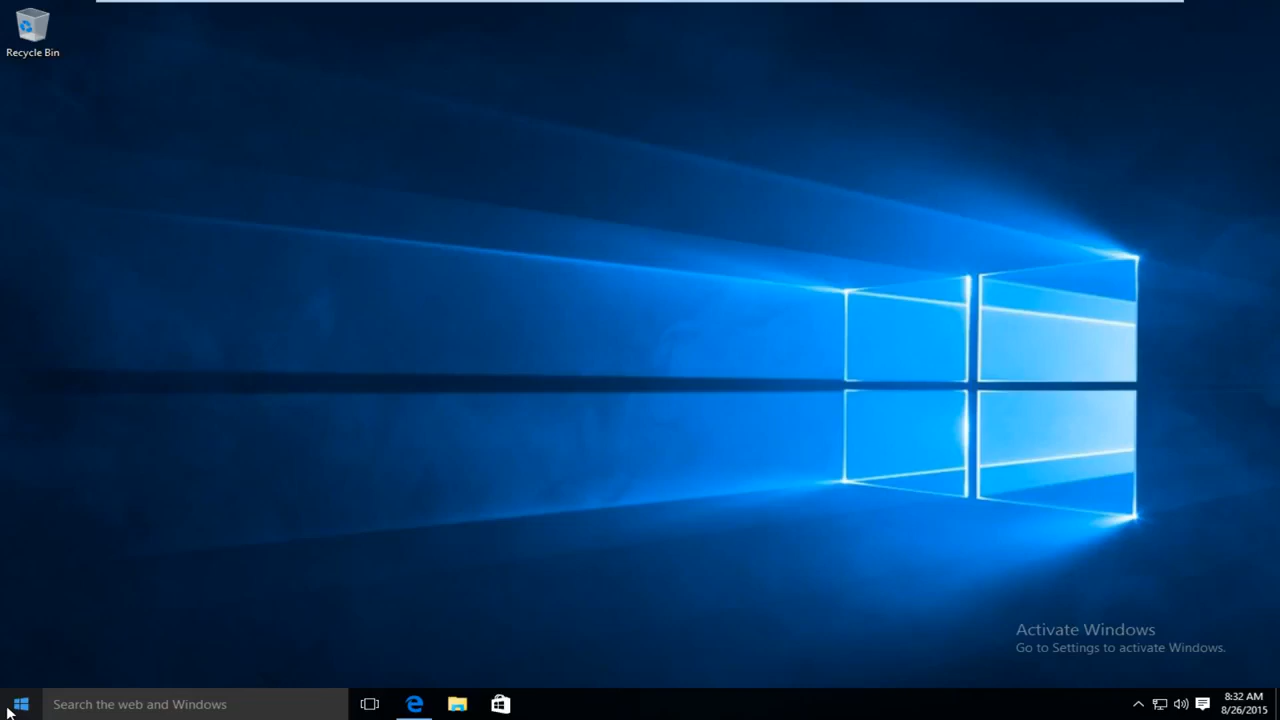 Recycle Bin
Activate Windows
Go to Settings to activate Windows.
Search the web and Windows
8:32 AM
8/26/2015